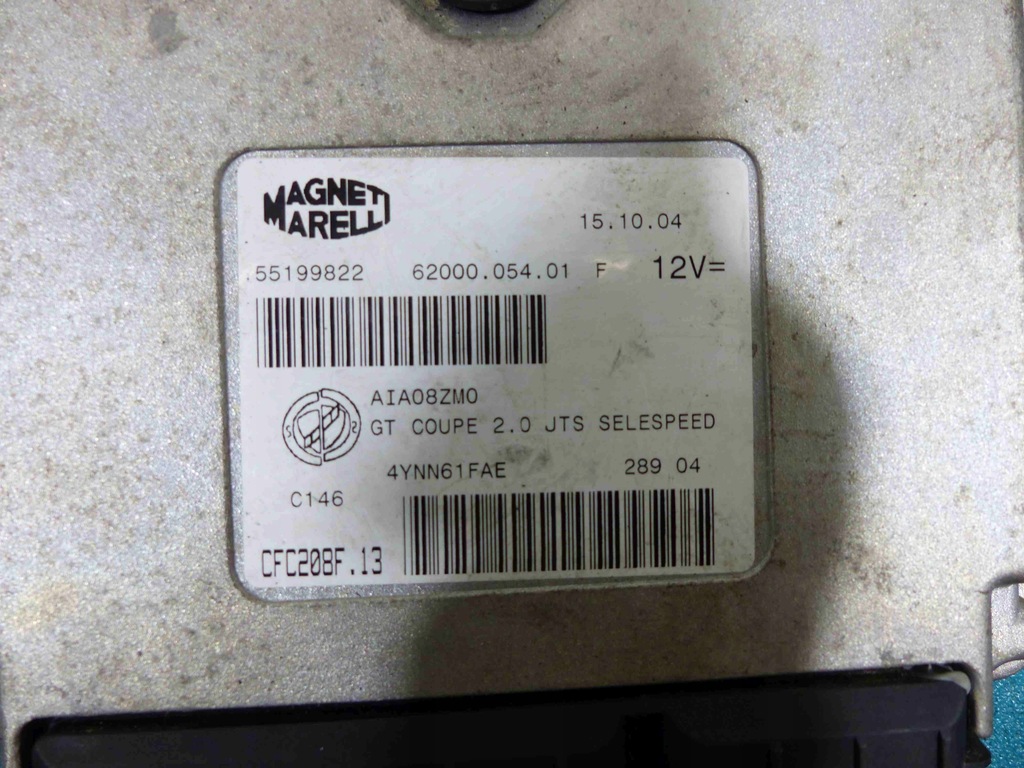 MAGNETI
MARELLI
15.10.04
55199822 62000.054.01 F 12V=
AIA08ZM0
GT COUPE 2.0 JTS SELESPEED
4YNN61FAE 289 04
C146
CFC208F.13